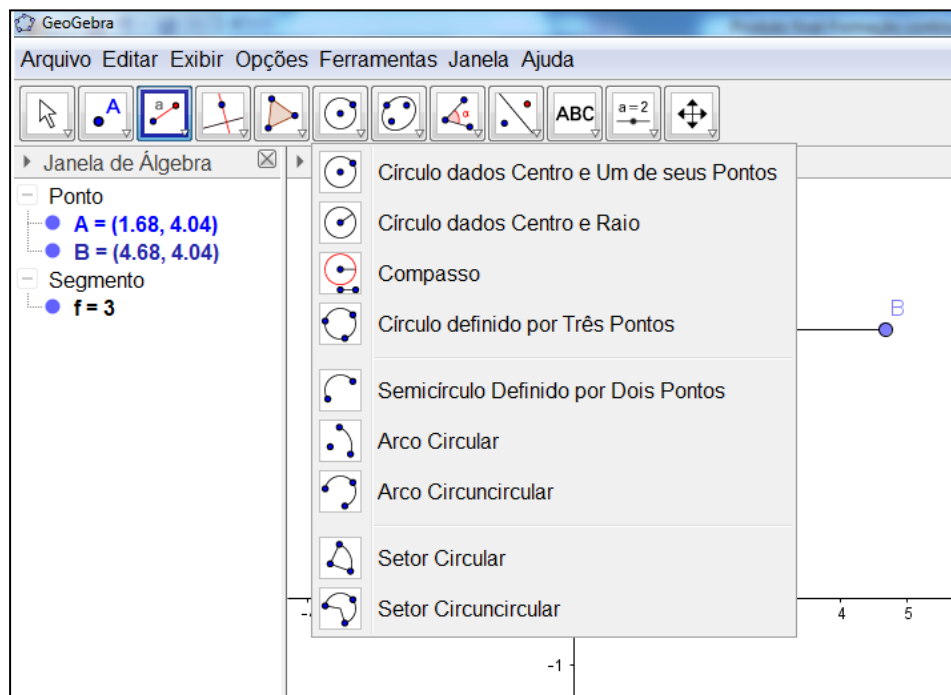 GeoGebra
Arquivo Editar Exibir Opções Ferramentas Janela Ajuda
A a α ABC a=2
Janela de Álgebra
Ponto
A = (1.68, 4.04)
B = (4.68, 4.04)
Segmento
f = 3
Círculo dados Centro e Um de seus Pontos
Círculo dados Centro e Raio
Compasso
Círculo definido por Três Pontos
Semicírculo Definido por Dois Pontos
Arco Circular
Arco Circuncircular
Setor Circular
Setor Circuncircular
B
4 5
-1